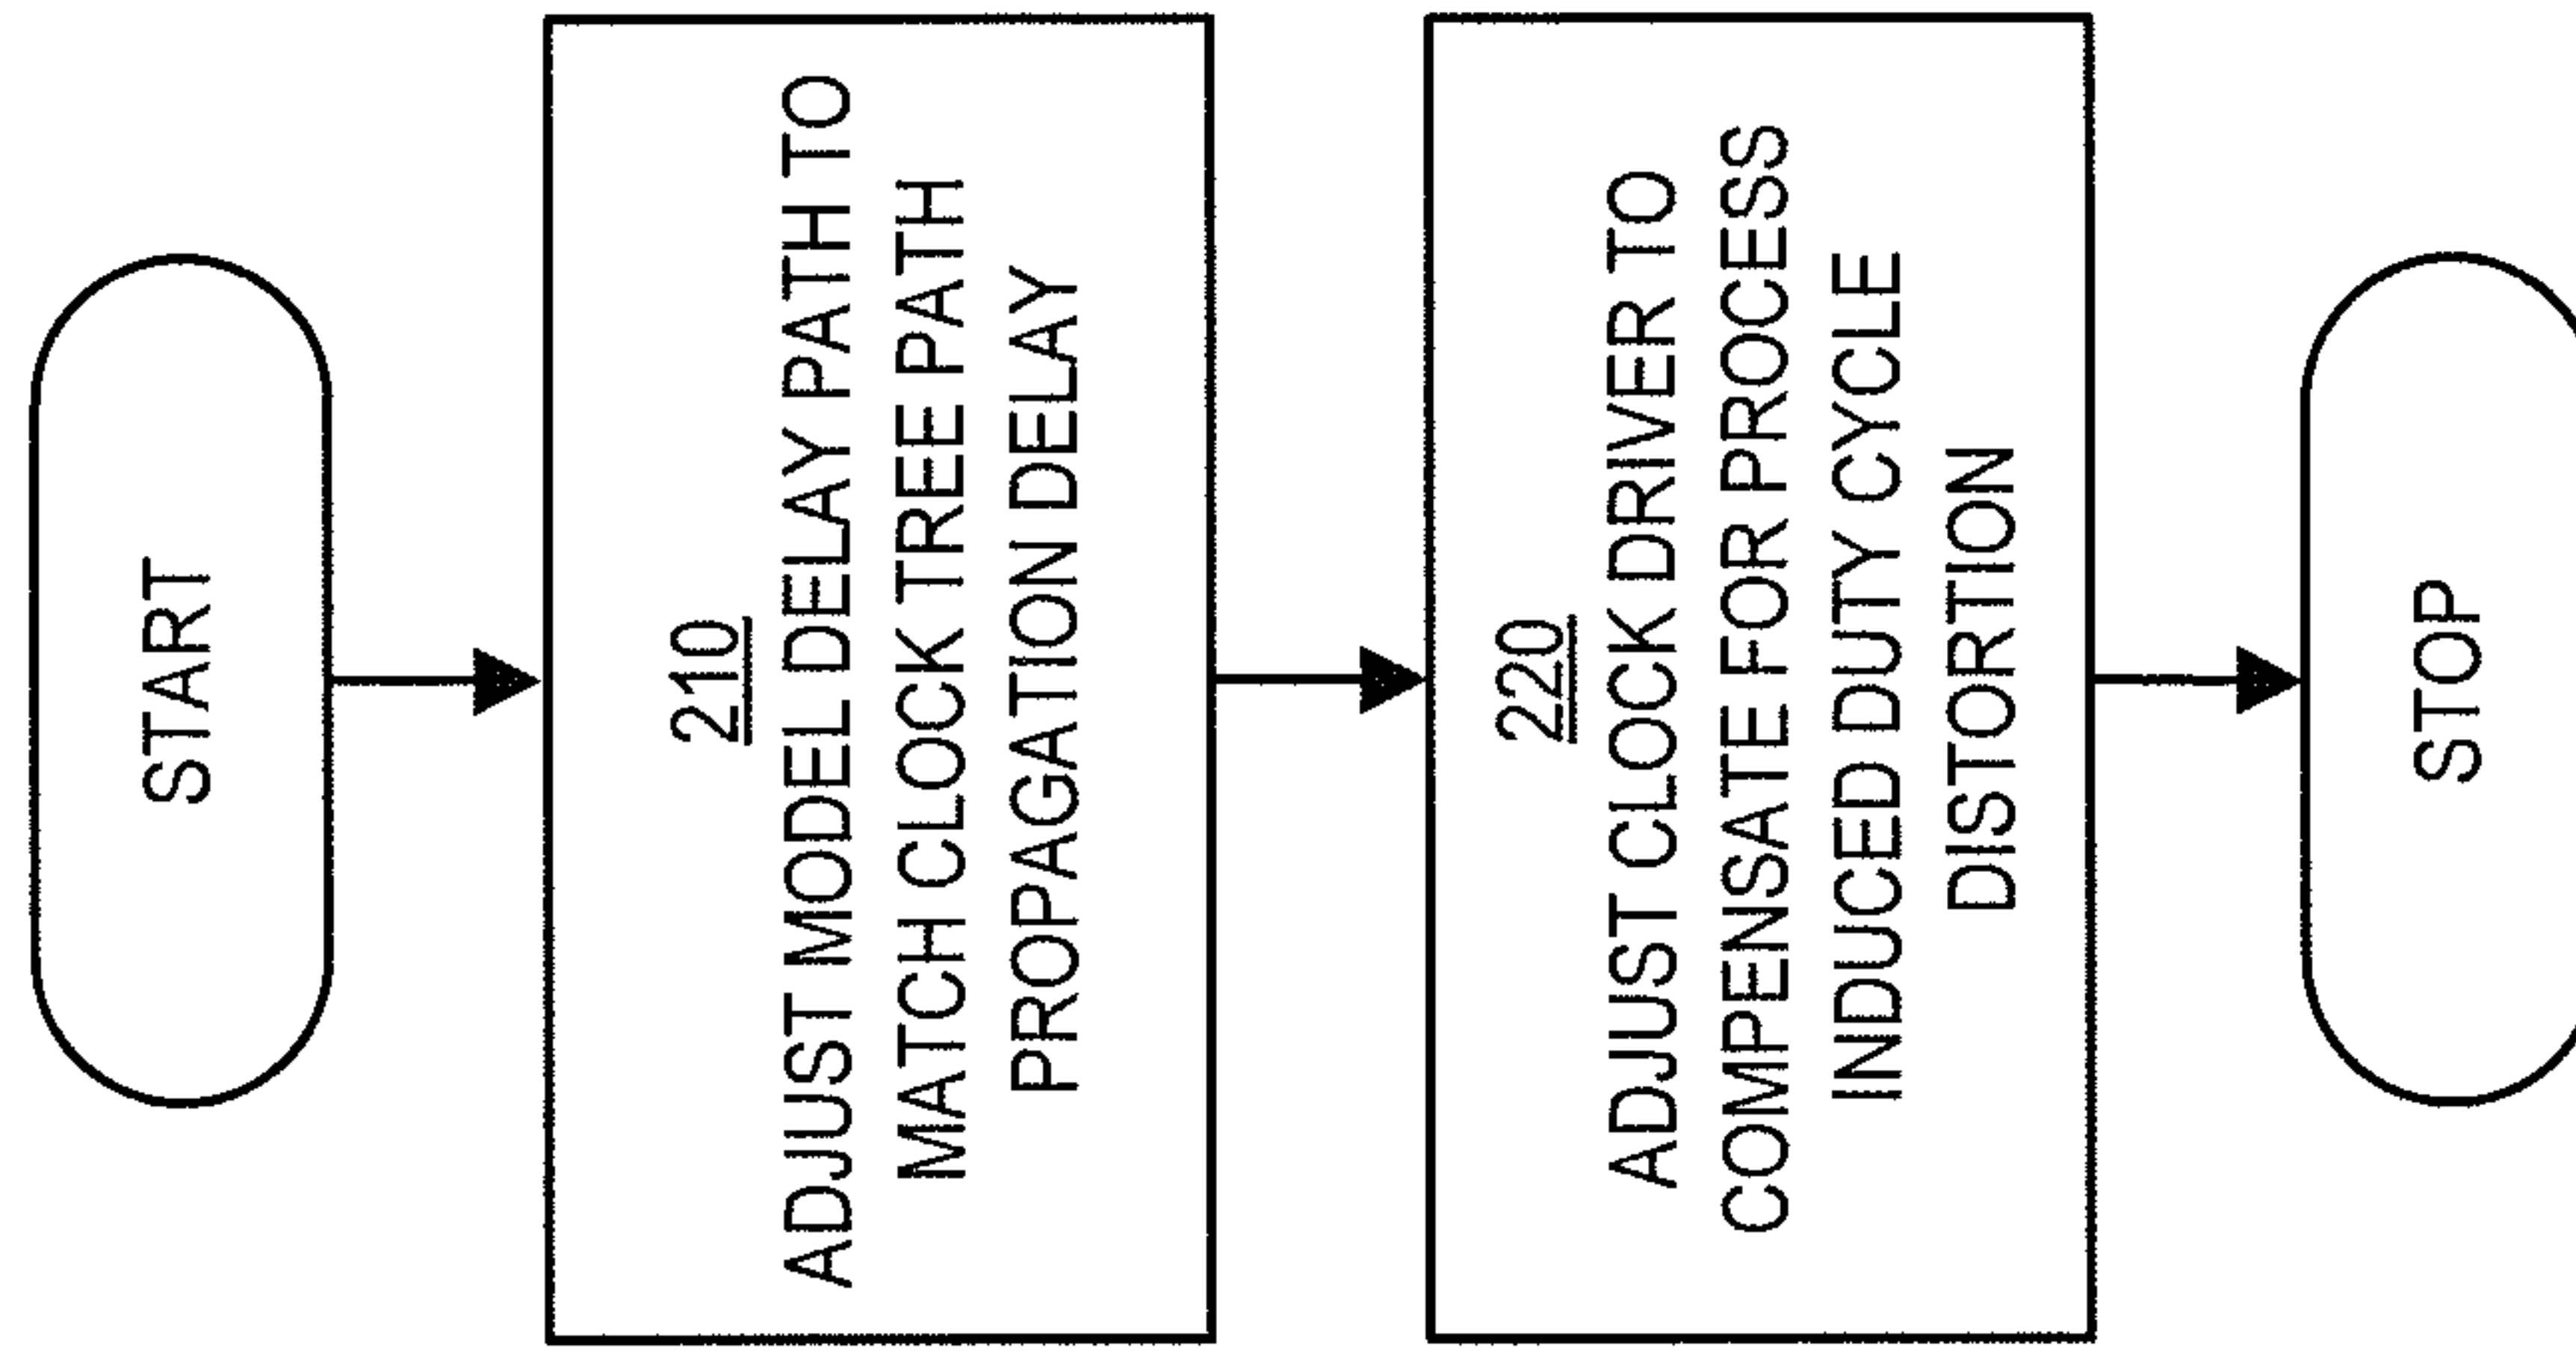 START
210
ADJUST MODEL DELAY PATH TO
MATCH CLOCK TREE PATH
PROPAGATION DELAY
220
ADJUST CLOCK DRIVER TO
COMPENSATE FOR PROCESS
INDUCED DUTY CYCLE
DISTORTION
STOP